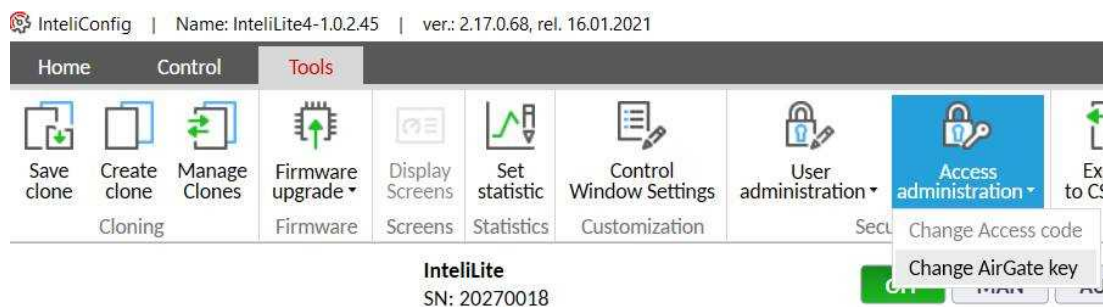 InteliConfig | Name: InteliLite4-1.0.2.45 | ver.: 2.17.0.68, rel. 16.01.2021
Home Control Tools
Save clone
Create clone
Manage Clones
Firmware upgrade
Display Screens
Set statistic
Control Window Settings
User administration
Access administration
Cloning Firmware Screens Statistics Customization
Change Access code
Change AirGate key
InteliLite
SN: 20270018
MAN